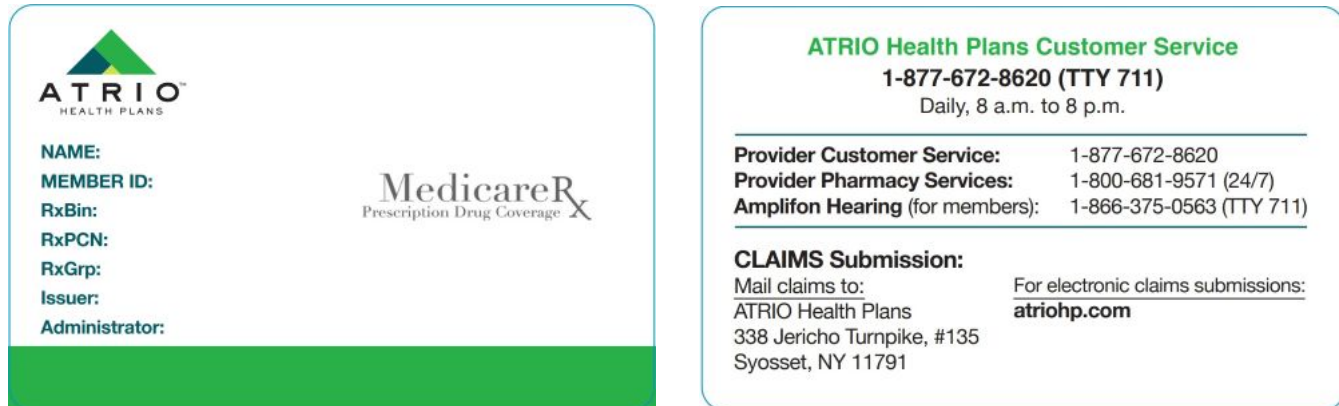 ATRIO™
HEALTH PLANS
NAME:
MEMBER ID:
RxBin:
RxPCN:
RxGrp:
Issuer:
Administrator:
MedicareRx
Prescription Drug Coverage
ATRIO Health Plans Customer Service
1-877-672-8620 (TTY 711)
Daily, 8 a.m. to 8 p.m.
Provider Customer Service: 1-877-672-8620
Provider Pharmacy Services: 1-800-681-9571 (24/7)
Amplifon Hearing (for members): 1-866-375-0563 (TTY 711)
CLAIMS Submission:
Mail claims to:
ATRIO Health Plans
338 Jericho Turnpike, #135
Syosset, NY 11791
For electronic claims submissions:
atriohp.com